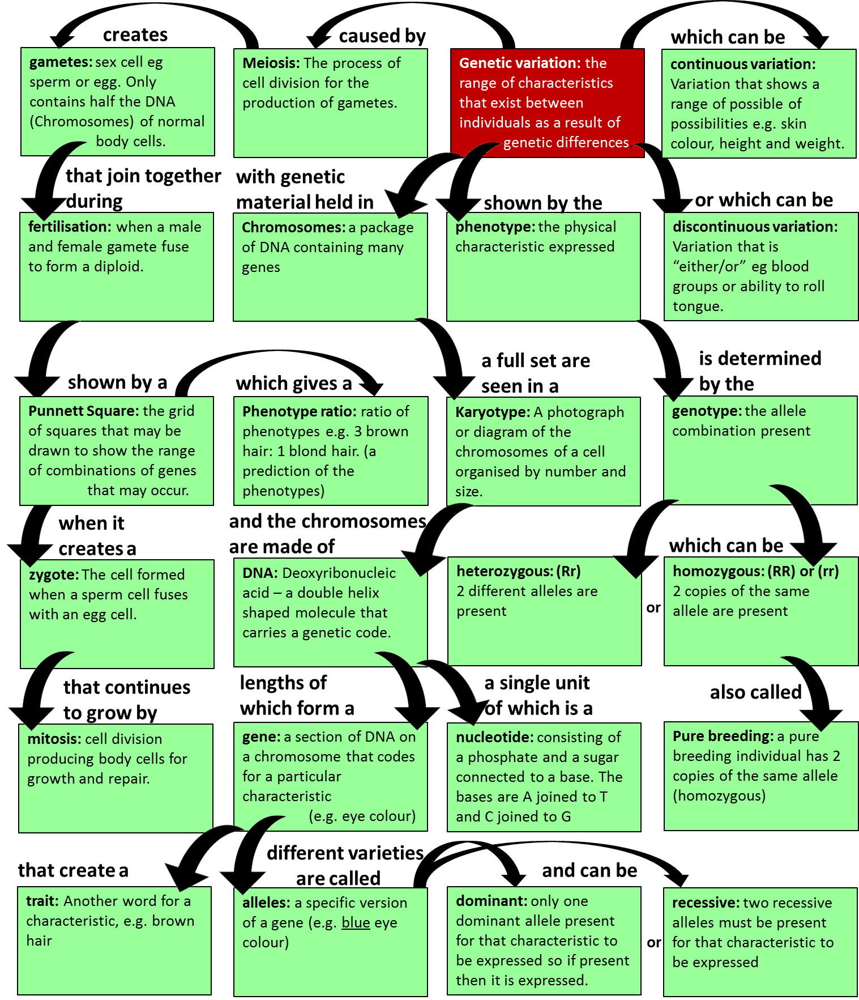 creates
caused by
which can be
gametes: sex cell eg
sperm or egg. Only
contains half the DNA
(Chromosomes) of normal
body cells.
Meiosis: The process of
cell division for the
production of gametes.
Genetic variation: the
range of characteristics
that exist between
individuals as a result of
genetic differences.
continuous variation:
Variation that shows a
range of possible of
possibilities e.g. skin
colour, height and weight.
that join together
during
with genetic
material held in
shown by the
or which can be
fertilisation: when a male
and female gamete fuse
to form a diploid.
Chromosomes: a package
of DNA containing many
genes
phenotype: the physical
characteristic expressed
discontinuous variation:
Variation that is
“either/or” eg blood
groups or ability to roll
tongue.
shown by a
which gives a
a full set are
seen in a
is determined
by the
Punnett Square: the grid
of squares that may be
drawn to show the range
of combinations of genes
that may occur.
Phenotype ratio: ratio of
phenotypes e.g. 3 brown
hair: 1 blond hair. (a
prediction of the
phenotypes)
Karyotype: A photograph
or diagram of the
chromosomes of a cell
organised by number and
size.
genotype: the allele
combination present
when it
creates a
and the chromosomes
are made of
which can be
zygote: The cell formed
when a sperm cell fuses
with an egg cell.
DNA: Deoxyribonucleic
acid – a double helix
shaped molecule that
carries a genetic code.
heterozygous: (Rr)
2 different alleles are
present
or
homozygous: (RR) or (rr)
2 copies of the same
allele are present
that continues
to grow by
lengths of
which form a
a single unit
of which is a
also called
mitosis: cell division
producing body cells for
growth and repair.
gene: a section of DNA on
a chromosome that codes
for a particular
characteristic
(e.g. eye colour)
nucleotide: consisting of
a phosphate and a sugar
connected to a base. The
bases are A joined to T
and C joined to G
Pure breeding: a pure
breeding individual has 2
copies of the same allele
(homozygous)
that create a
different varieties
are called
and can be
trait: Another word for a
characteristic, e.g. brown
hair
alleles: a specific version
of a gene (e.g. blue eye
colour)
dominant: only one
dominant allele present
for that characteristic to
be expressed so if present
then it is expressed.
or
recessive: two recessive
alleles must be present
for that characteristic to
be expressed